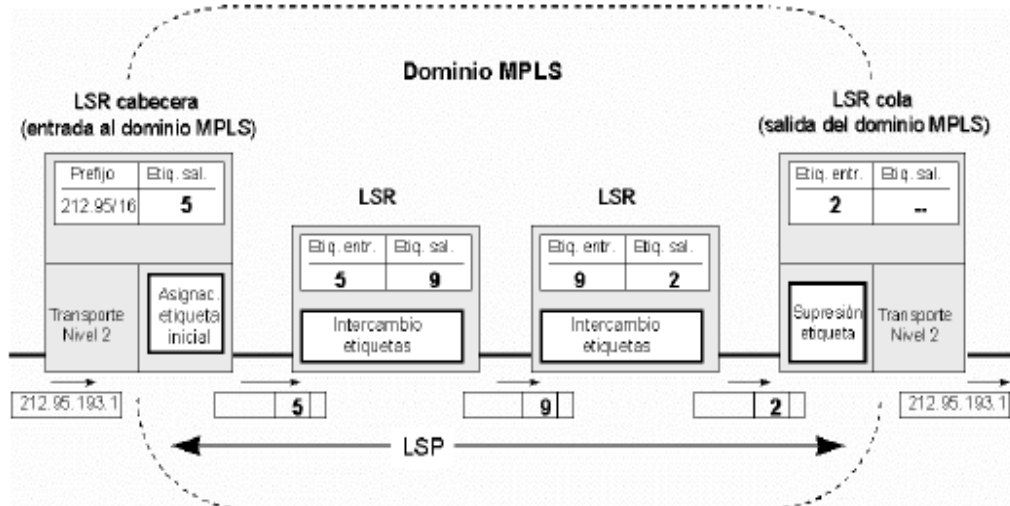 Dominio MPLS
LSR cabecera
(entrada al dominio MPLS)
LSR cola
(salida del dominio MPLS)
Prefijo
Etiq. sal.
212.95/16
5
LSR
LSR
Etiq. entr.
Etiq. sal.
2
--
Etiq. entr.
Etiq. sal.
5
9
Etiq. entr.
Etiq. sal.
9
2
Transporte
Nivel 2
Asignac.
etiqueta
inicial
Intercambio
etiquetas
Intercambio
etiquetas
Supresión
etiqueta
Transporte
Nivel 2
212.95.193.1
5
9
2
212.95.193.1
LSP